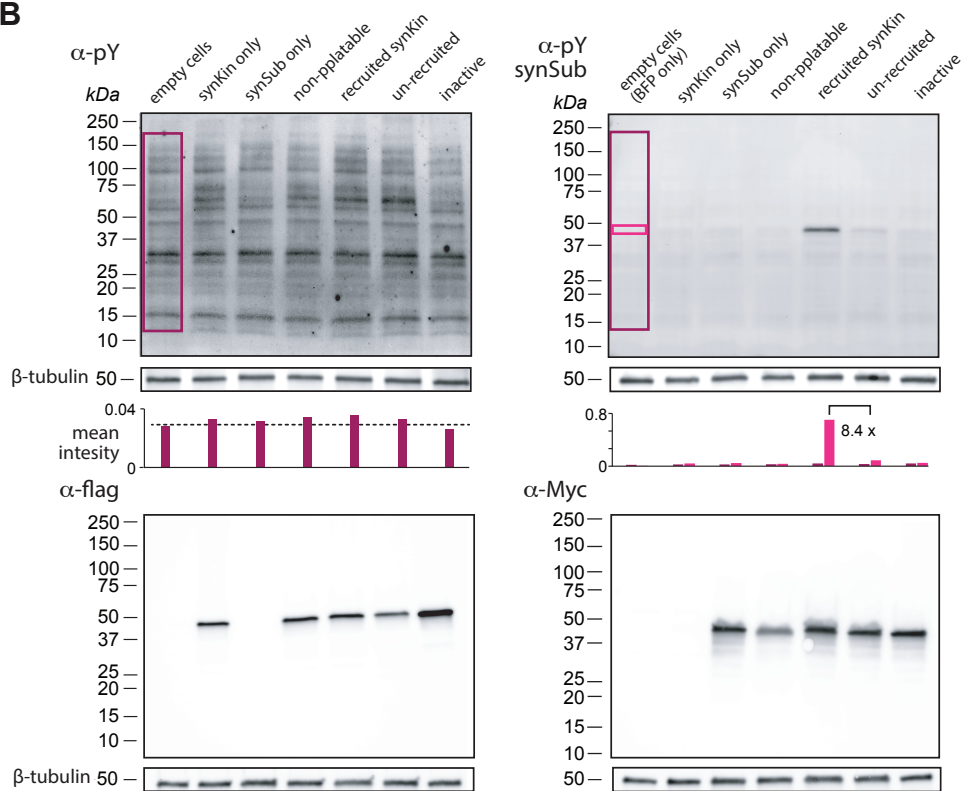 B
α-pY
kDa
empty cells
synKin only
synSub only
non-pplatable
recruited synKin
un-recruited
inactive
250
150
100
75
50
37
25
20
15
10
β-tubulin 50
0.04
mean
intesity
0
α-pY
synSub
kDa
empty cells
(BFP only)
synKin only
synSub only
non-pplatable
recruited synKin
un-recruited
inactive
250
150
100
75
50
37
25
20
15
10
50
0.8
8.4 x
0
α-flag
250
150
100
75
50
37
25
20
15
10
β-tubulin 50
α-Myc
250
150
100
75
50
37
25
20
15
10
50